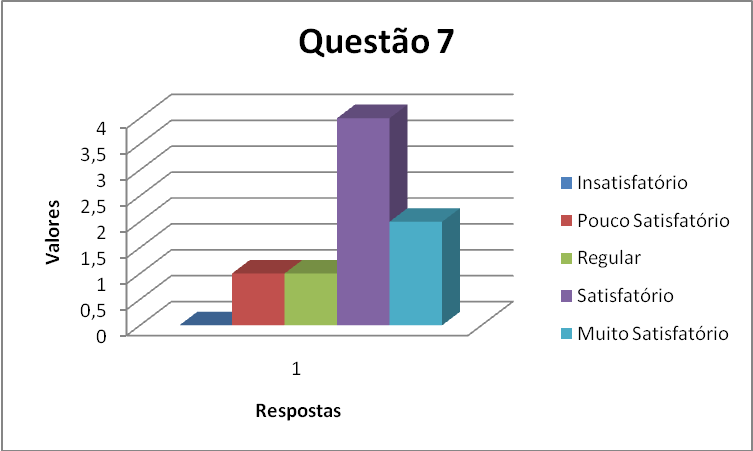 Questão 7
Valores
4
3,5
3
2,5
2
1,5
1
0,5
0
1
Respostas
Insatisfatório
Pouco Satisfatório
Regular
Satisfatório
Muito Satisfatório